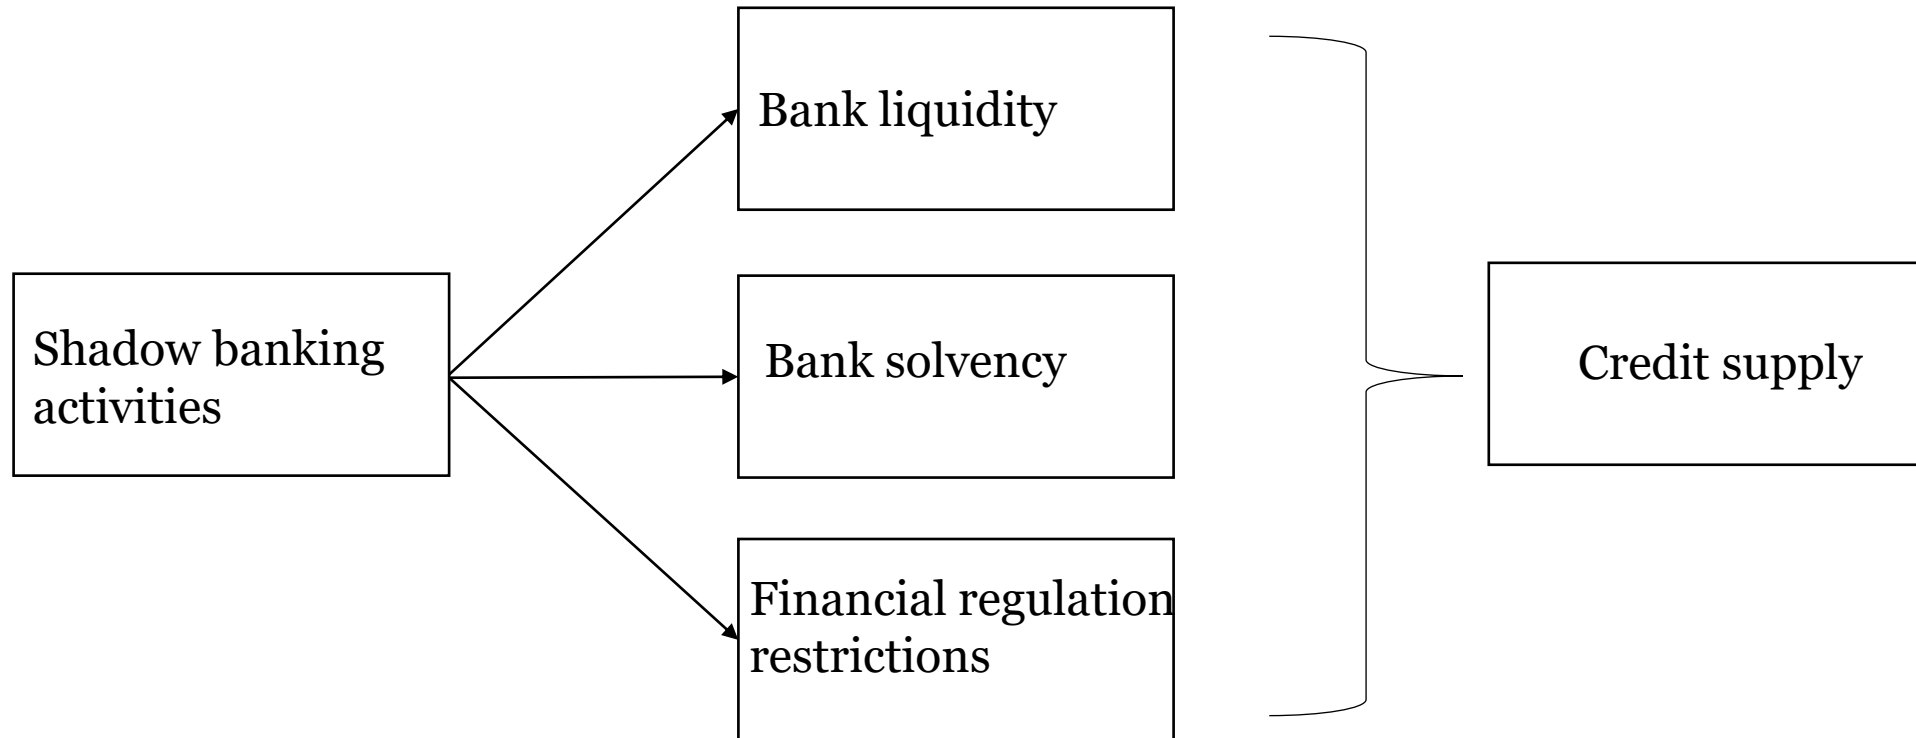 Bank liquidity
Shadow banking
activities
Bank solvency
Credit supply
Financial regulation
restrictions